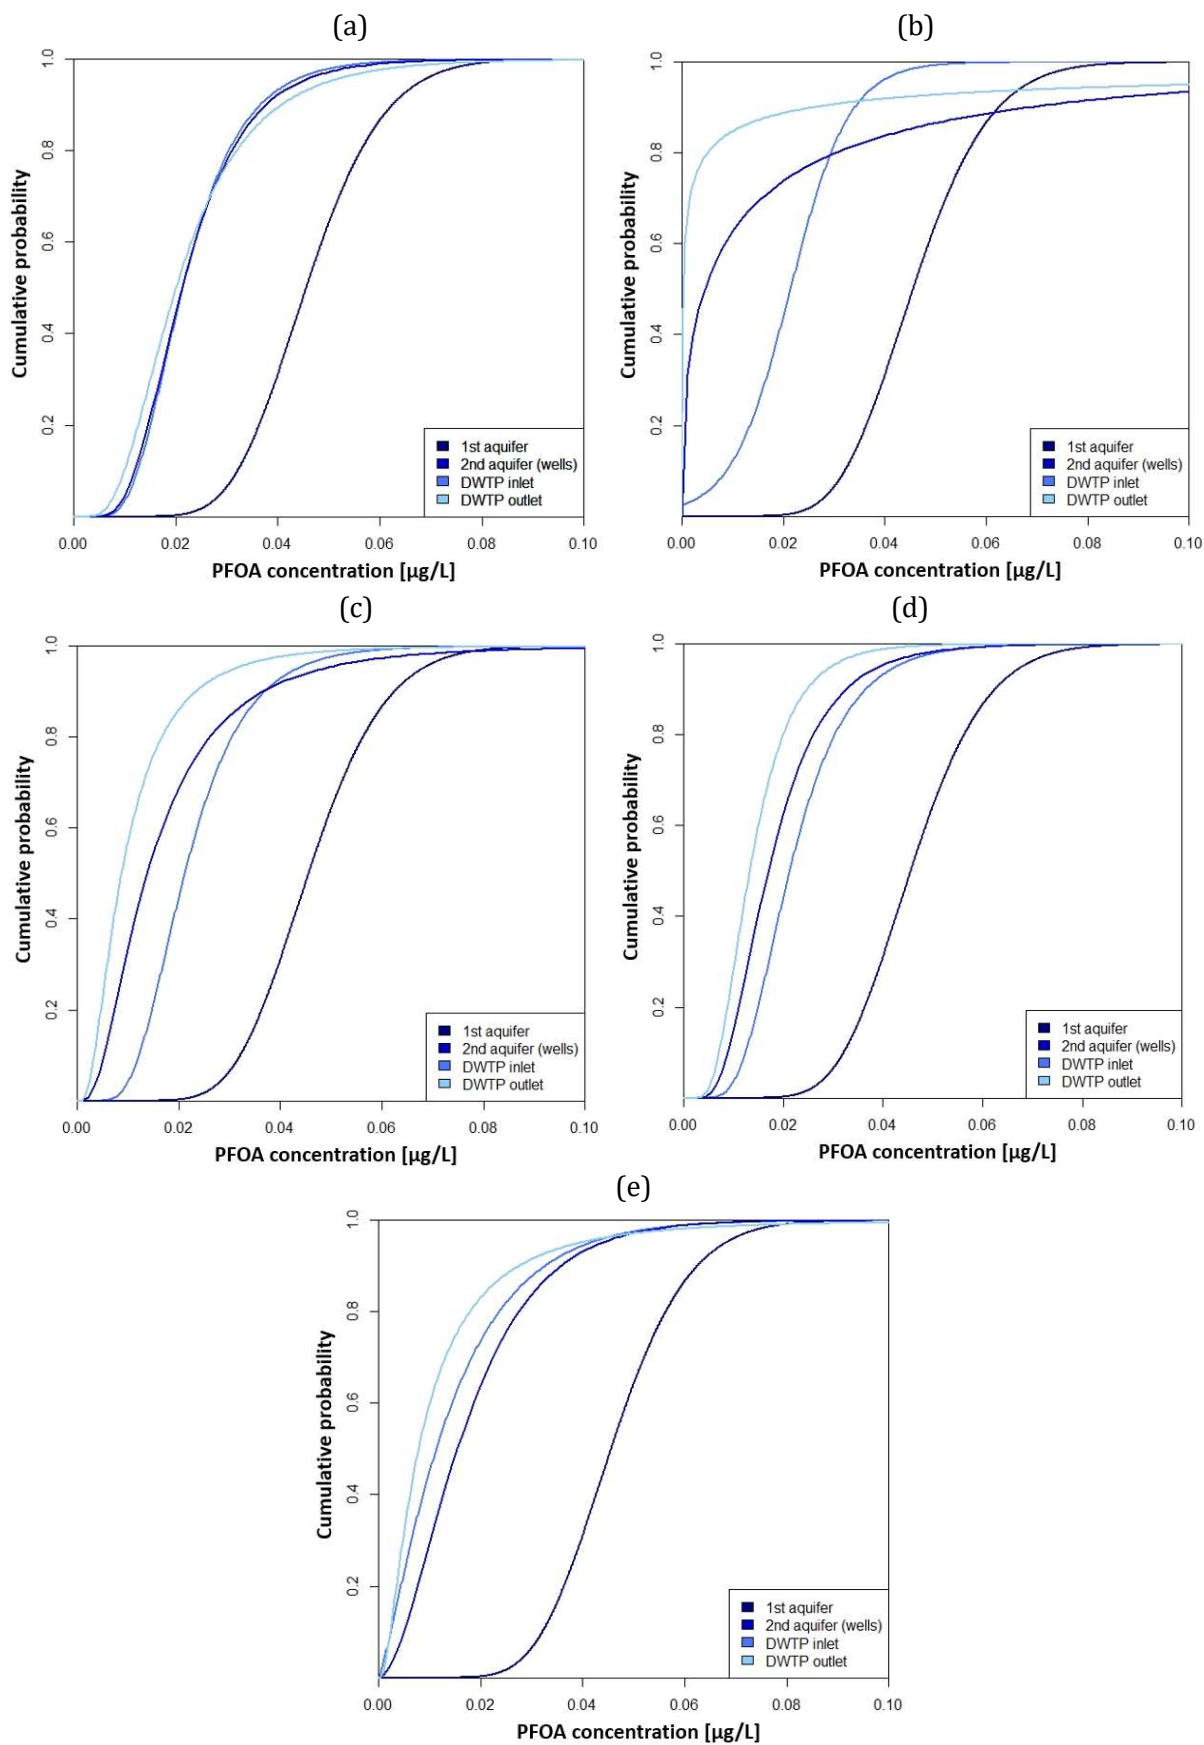 (a)
1.0
0.8
0.6
0.4
0.2
Cumulative probability
1st aquifer
2nd aquifer (wells)
DWTP inlet
DWTP outlet
0.00 0.02 0.04 0.06 0.08 0.10
PFOA concentration [µg/L]
(b)
1.0
0.8
0.6
0.4
0.2
Cumulative probability
1st aquifer
2nd aquifer (wells)
DWTP inlet
DWTP outlet
0.00 0.02 0.04 0.06 0.08 0.10
PFOA concentration [µg/L]
(c)
1.0
0.8
0.6
0.4
0.2
Cumulative probability
1st aquifer
2nd aquifer (wells)
DWTP inlet
DWTP outlet
0.00 0.02 0.04 0.06 0.08 0.10
PFOA concentration [µg/L]
(d)
1.0
0.8
0.6
0.4
0.2
Cumulative probability
1st aquifer
2nd aquifer (wells)
DWTP inlet
DWTP outlet
0.00 0.02 0.04 0.06 0.08 0.10
PFOA concentration [µg/L]
(e)
1.0
0.8
0.6
0.4
0.2
Cumulative probability
1st aquifer
2nd aquifer (wells)
DWTP inlet
DWTP outlet
0.00 0.02 0.04 0.06 0.08 0.10
PFOA concentration [µg/L]